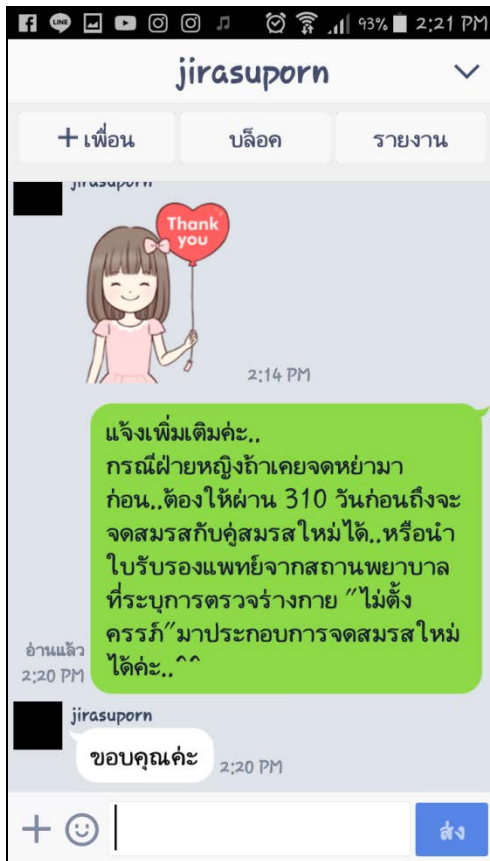 93% 2:21 PM
jirasuporn
+ เพื่อน บล็อค รายงาน
jirasuporn
Thank
you
2:14 PM
แจ้งเพิ่มเติมค่ะ..
กรณีฝ่ายหญิงถ้าเคยจดหย่ามา
ก่อน..ต้องให้ผ่าน 310 วันก่อนถึงจะ
จดสมรสกับคู่สมรสใหม่ได้..หรือนำ
ใบรับรองแพทย์จากสถานพยาบาล
ที่ระบุการตรวจร่างกาย "ไม่ตั้ง
ครรภ์"มาประกอบการจดสมรสใหม่
ได้ค่ะ..^^
อ่านแล้ว
2:20 PM
jirasuporn
ขอบคุณค่ะ 2:20 PM
ส่ง